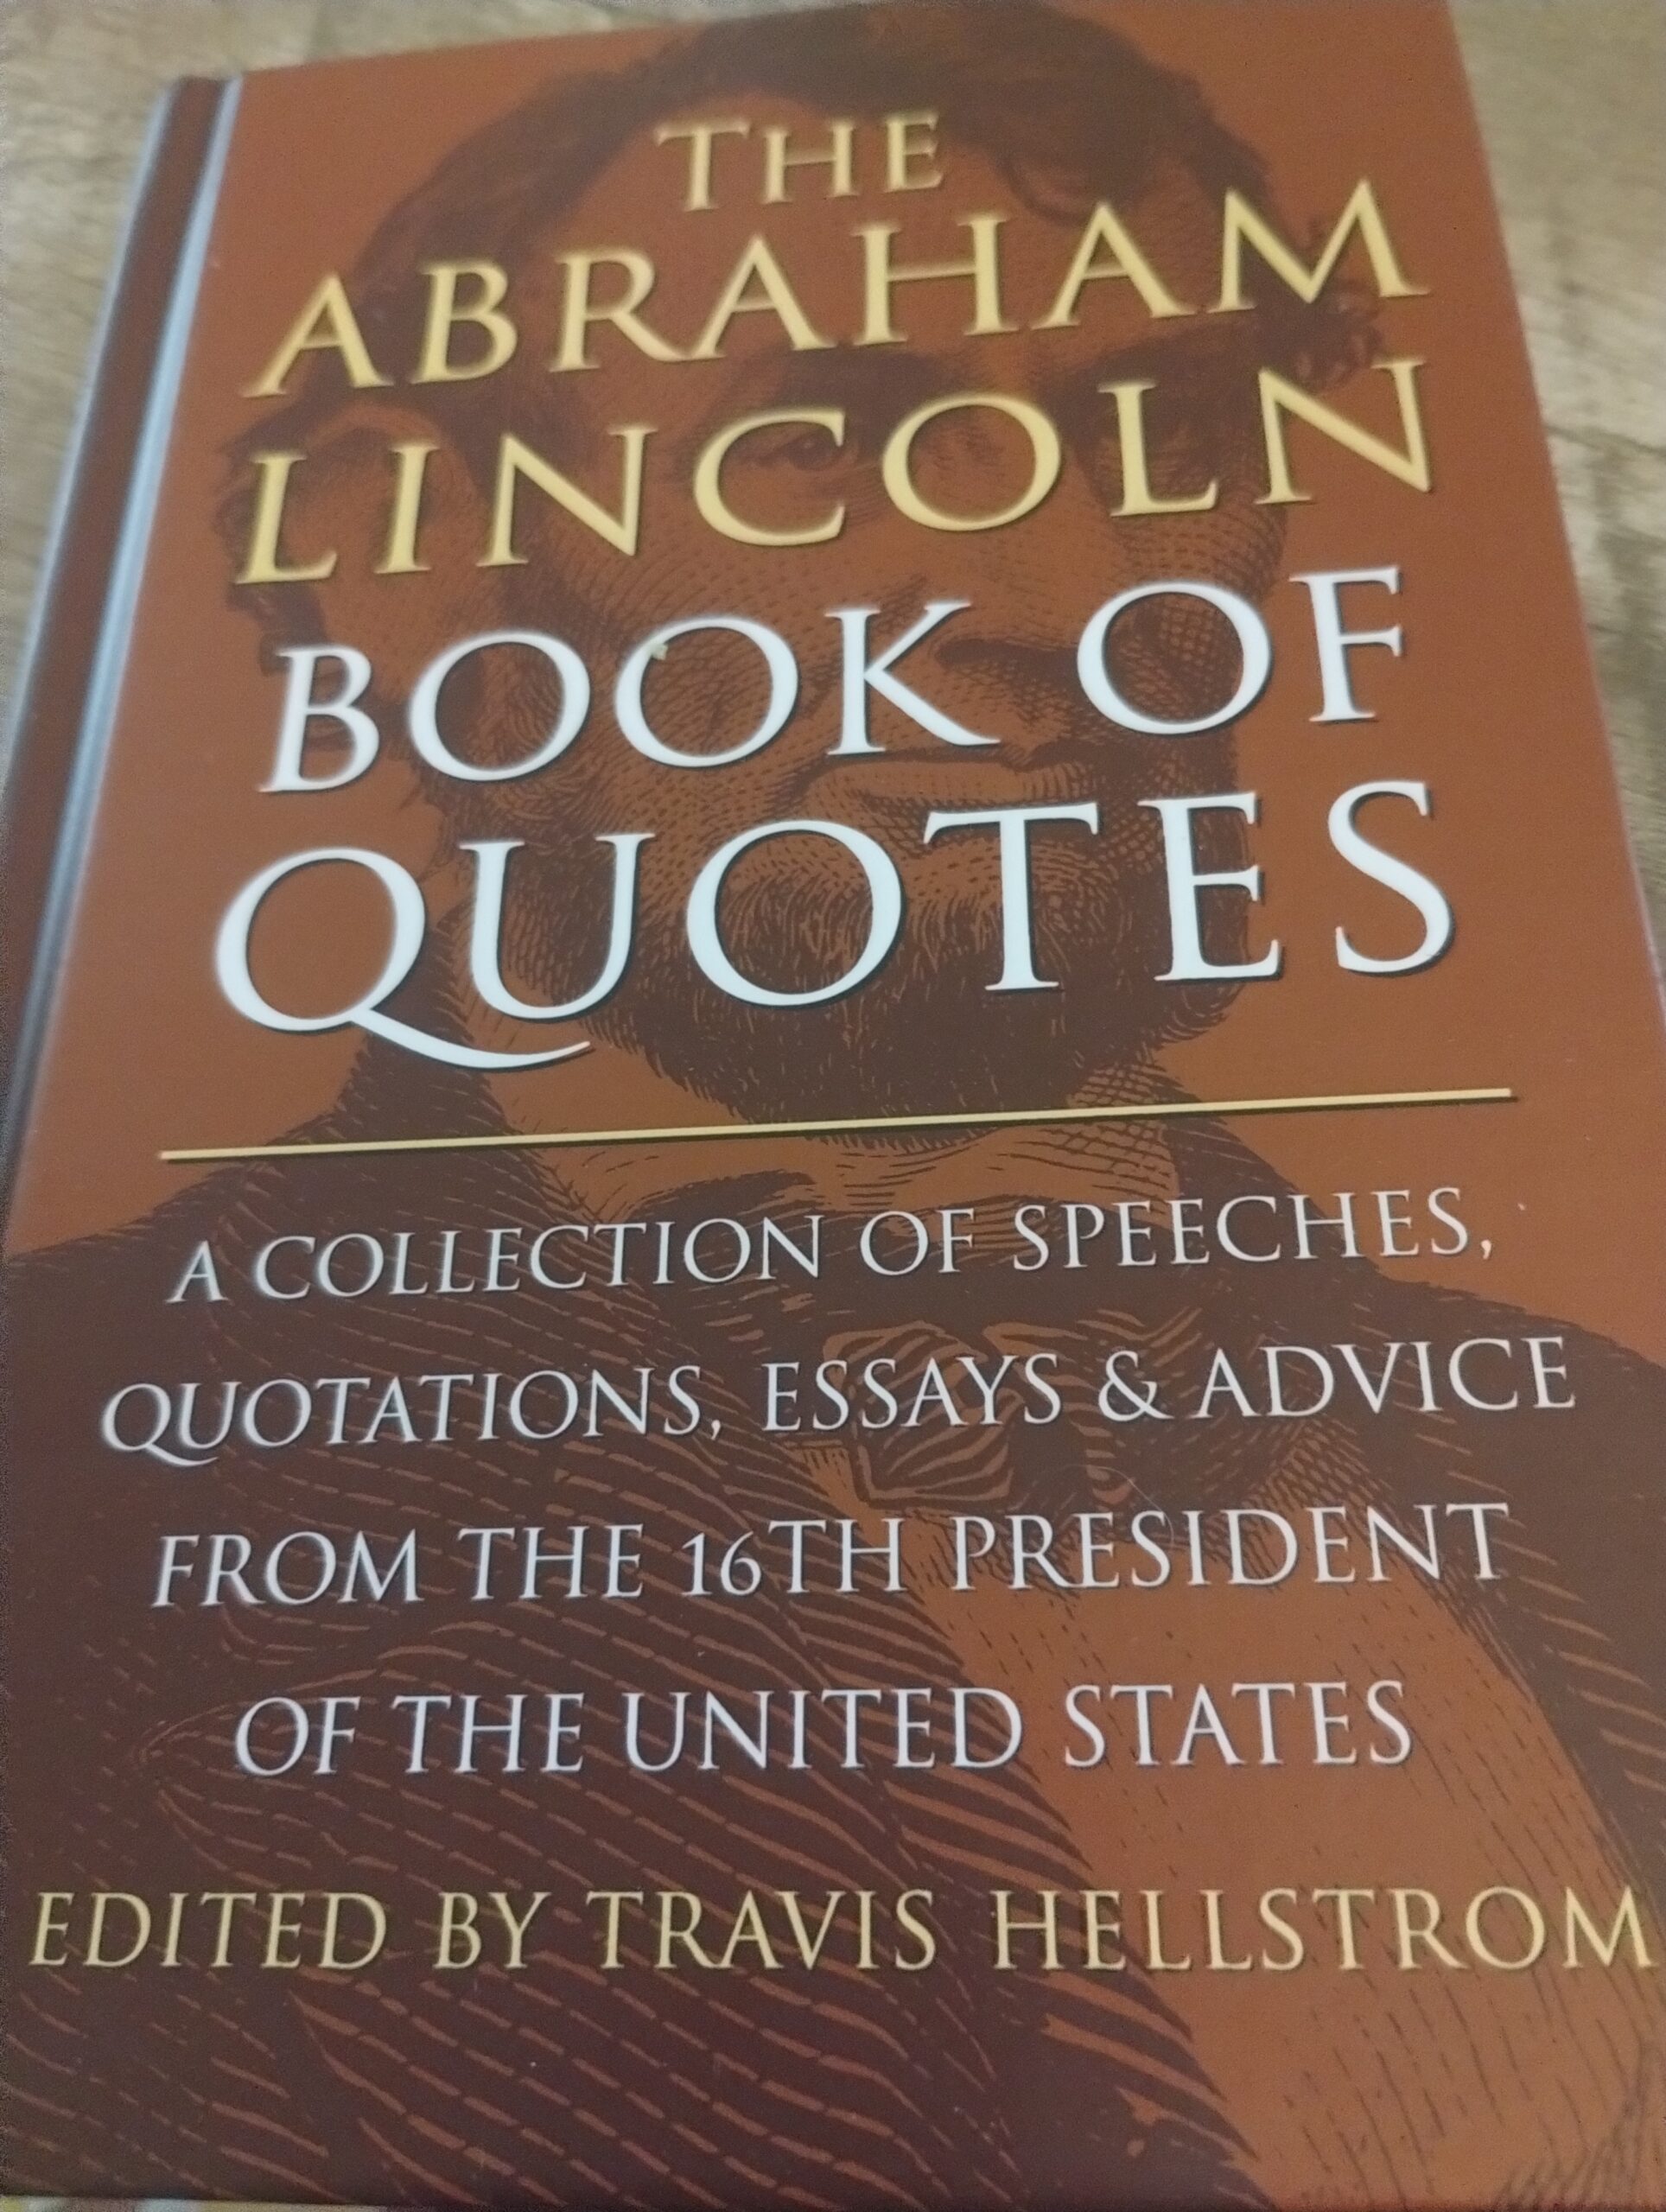 THE
ABRAHAM
LINCOLN
BOOK OF
QUOTES
A COLLECTION OF SPEECHES,
QUOTATIONS, ESSAYS & ADVICE
FROM THE 16TH PRESIDENT
OF THE UNITED STATES
EDITED BY TRAVIS HELLSTROM